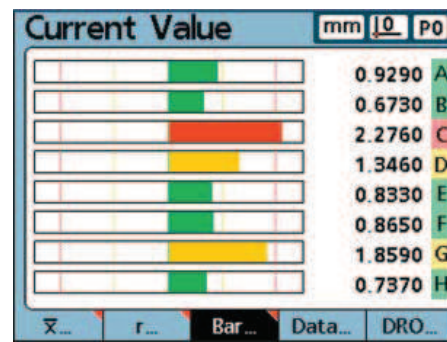 Current Value mm |0 P0
0.9290 A
0.6730 B
2.2760 C
1.3460 D
0.8330 E
0.8650 F
1.8590 G
0.7370 H
x̅... r... Bar... Data... DRO...